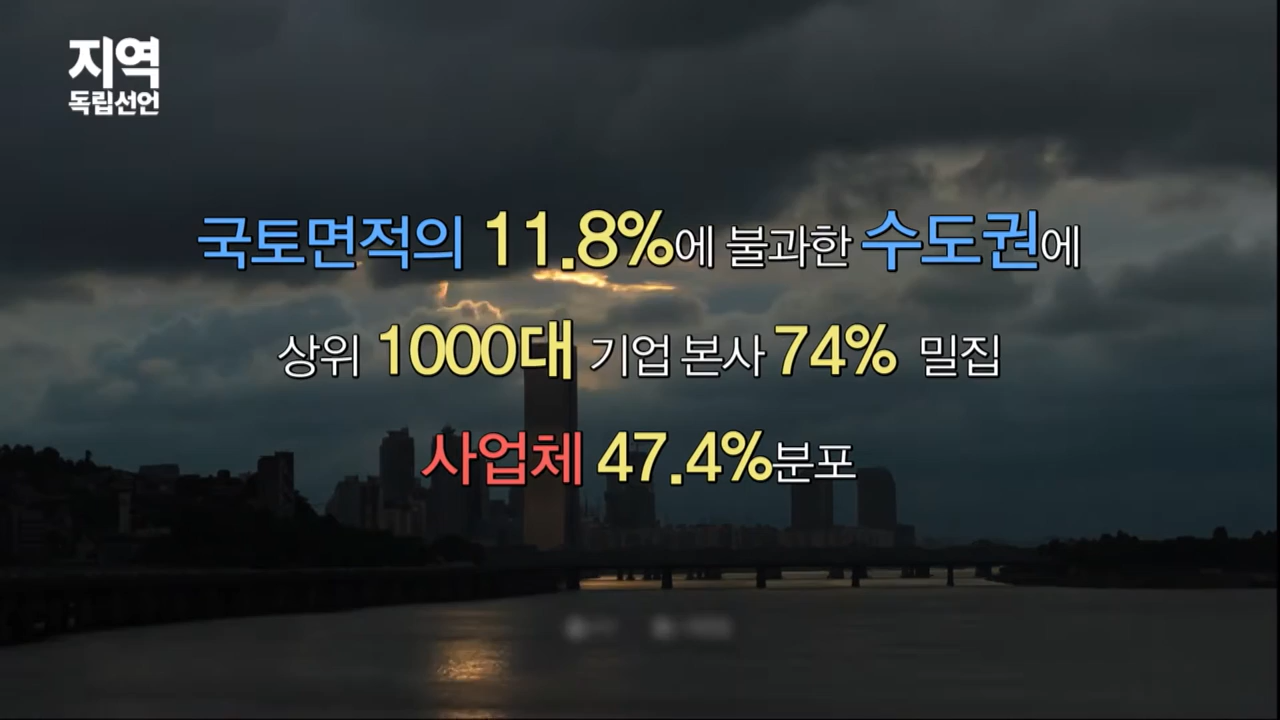 지역
독립선언
국토면적의 11.8%에 불과한 수도권에
상위 1000대 기업 본사 74% 밀집
사업체 47.4%분포